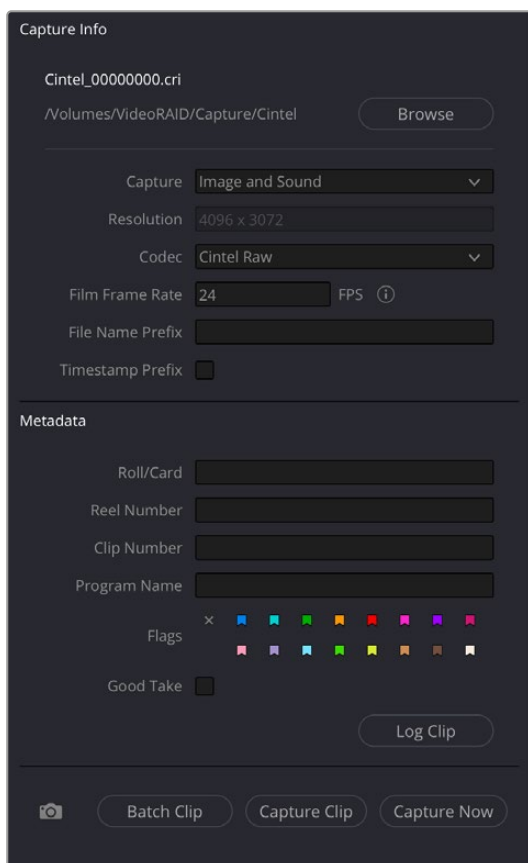 Capture Info
Cintel_00000000.cri
/Volumes/VideoRAID/Capture/Cintel
Browse
Capture Image and Sound
Resolution 4096 x 3072
Codec Cintel Raw
Film Frame Rate 24 FPS
File Name Prefix
Timestamp Prefix
Metadata
Roll/Card
Reel Number
Clip Number
Program Name
Flags
Good Take
Log Clip
Batch Clip Capture Clip Capture Now